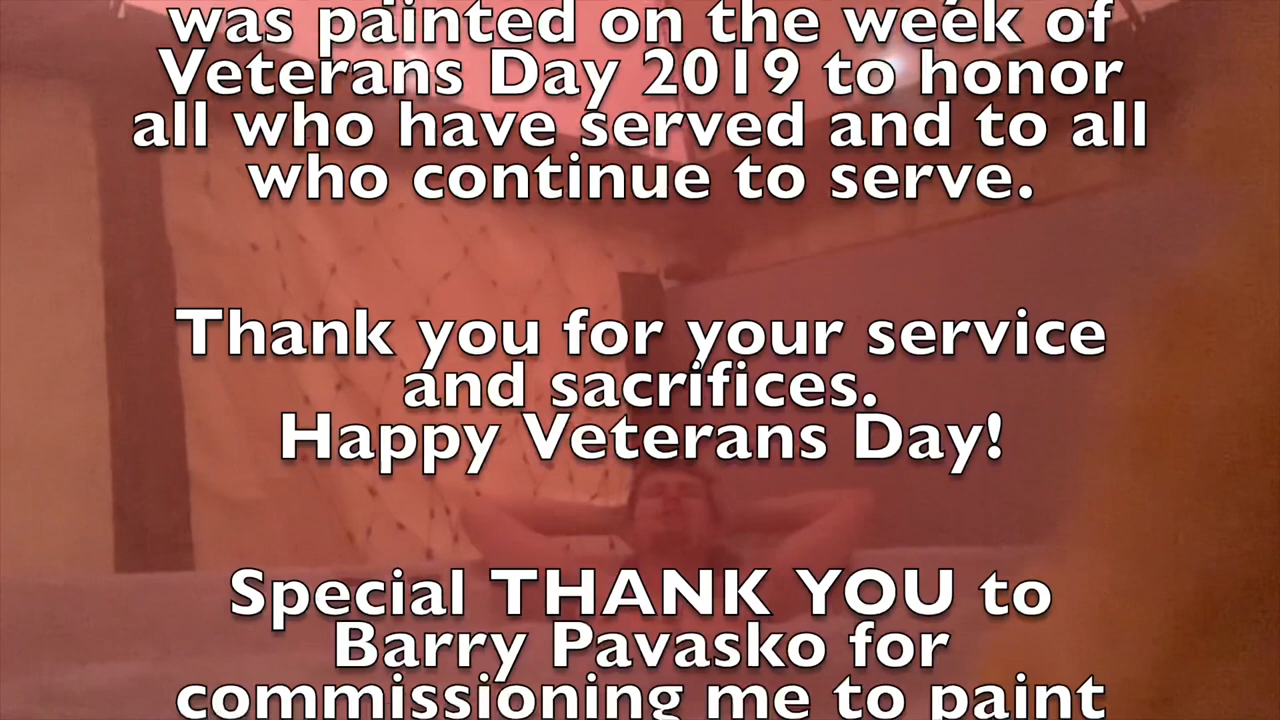 was painted on the week of
Veterans Day 2019 to honor
all who have served and to all
who continue to serve.
Thank you for your service
and sacrifices.
Happy Veterans Day!
Special THANK YOU to
Barry Pavasko for
commissioning me to paint